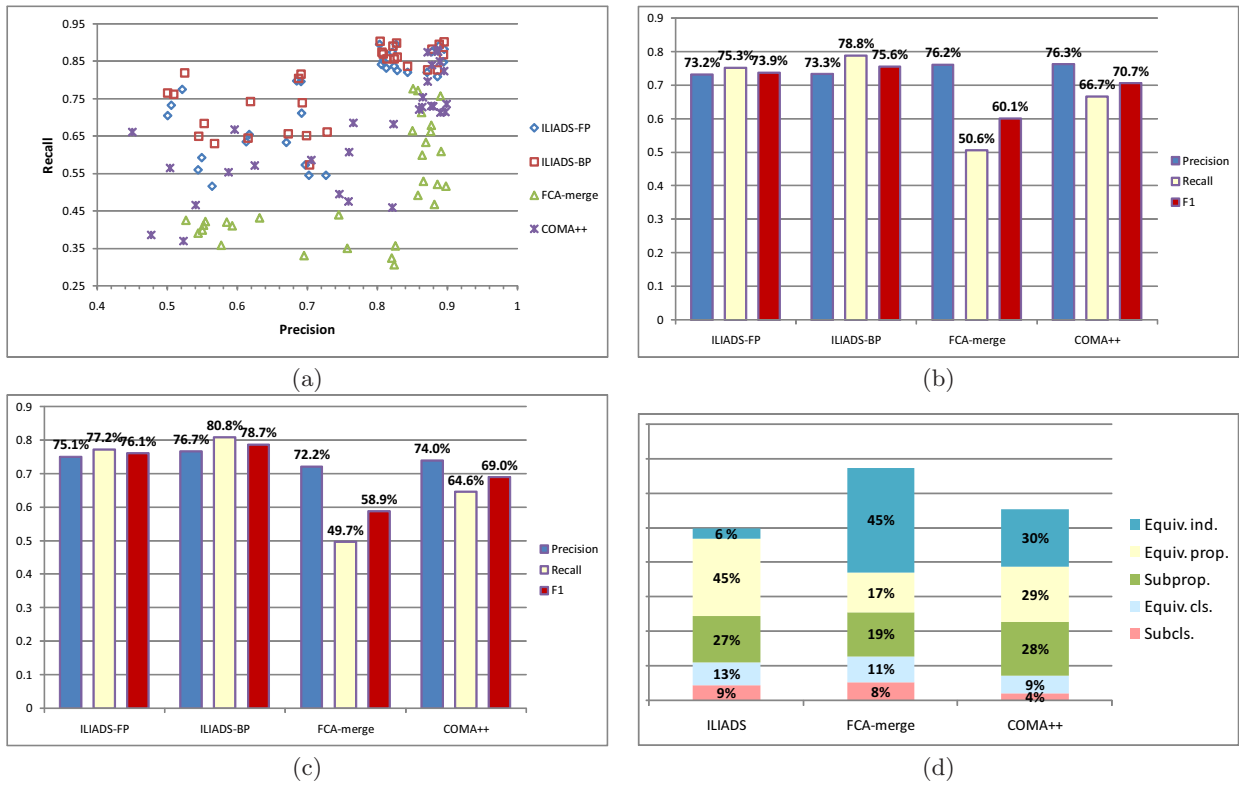 0.95
0.85
0.75
0.65
0.55
0.45
0.35
0.25
Recall
0.4
0.5
0.6
0.7
0.8
0.9
1
Precision
ILIADS-FP
ILIADS-BP
FCA-merge
COMA++
(a)
0.9
0.8
0.7
0.6
0.5
0.4
0.3
0.2
0.1
0
73.2%
75.3%
73.9%
73.3%
78.8%
75.6%
76.2%
50.6%
60.1%
76.3%
66.7%
70.7%
ILIADS-FP
ILIADS-BP
FCA-merge
COMA++
Precision
Recall
F1
(b)
0.9
0.8
0.7
0.6
0.5
0.4
0.3
0.2
0.1
0
75.1%
77.2%
76.1%
76.7%
80.8%
78.7%
72.2%
49.7%
58.9%
74.0%
64.6%
69.0%
ILIADS-FP
ILIADS-BP
FCA-merge
COMA++
Precision
Recall
F1
(c)
6 %
45%
27%
13%
9%
45%
17%
19%
11%
8%
30%
29%
28%
9%
4%
ILIADS
FCA-merge
COMA++
Equiv. ind.
Equiv. prop.
Subprop.
Equiv. cls.
Subcls.
(d)